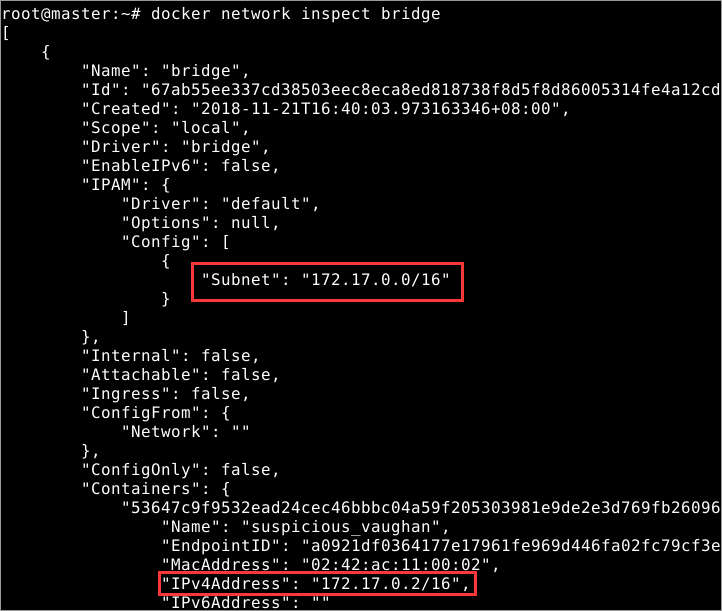 root@master:~# docker network inspect bridge
[
    {
        "Name": "bridge",
        "Id": "67ab55ee337cd38503eec8eca8ed818738f8d5f8d86005314fe4a12cd
        "Created": "2018-11-21T16:40:03.973163346+08:00",
        "Scope": "local",
        "Driver": "bridge",
        "EnableIPv6": false,
        "IPAM": {
            "Driver": "default",
            "Options": null,
            "Config": [
                {
                    "Subnet": "172.17.0.0/16"
                }
            ]
        },
        "Internal": false,
        "Attachable": false,
        "Ingress": false,
        "ConfigFrom": {
            "Network": ""
        },
        "ConfigOnly": false,
        "Containers": {
            "53647c9f9532ead24cec46bbbc04a59f205303981e9de2e3d769fb26096
                "Name": "suspicious_vaughan",
                "EndpointID": "a0921df0364177e17961fe969d446fa02fc79cf3e
                "MacAddress": "02:42:ac:11:00:02",
                "IPv4Address": "172.17.0.2/16",
                "IPv6Address": ""